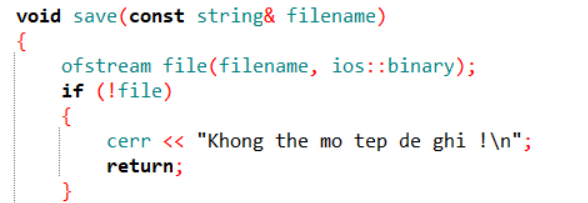 void save(const string& filename)
{
ofstream file(filename, ios::binary);
if (!file)
{
cerr << "Khong the mo tep de ghi !\n";
return;
}